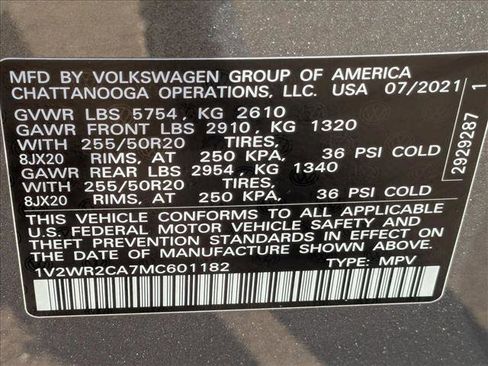 MFD BY VOLKSWAGEN GROUP OF AMERICA
CHATTANOOGA OPERATIONS, LLC. USA 07/2021
GVWR LBS 5754, KG 2610
GAWR FRONT LBS 2910, KG 1320
WITH 255/50R20 TIRES,
8JX20 RIMS, AT 250 KPA, 36 PSI COLD
GAWR REAR LBS 2954, KG 1340
WITH 255/50R20 TIRES,
8JX20 RIMS, AT 250 KPA, 36 PSI COLD
THIS VEHICLE CONFORMS TO ALL APPLICABLE
U.S. FEDERAL MOTOR VEHICLE SAFETY AND
THEFT PREVENTION STANDARDS IN EFFECT ON
THE DATE OF MANUFACTURE SHOWN ABOVE.
1V2WR2CA7MC601182 TYPE: MPV
2929287 1